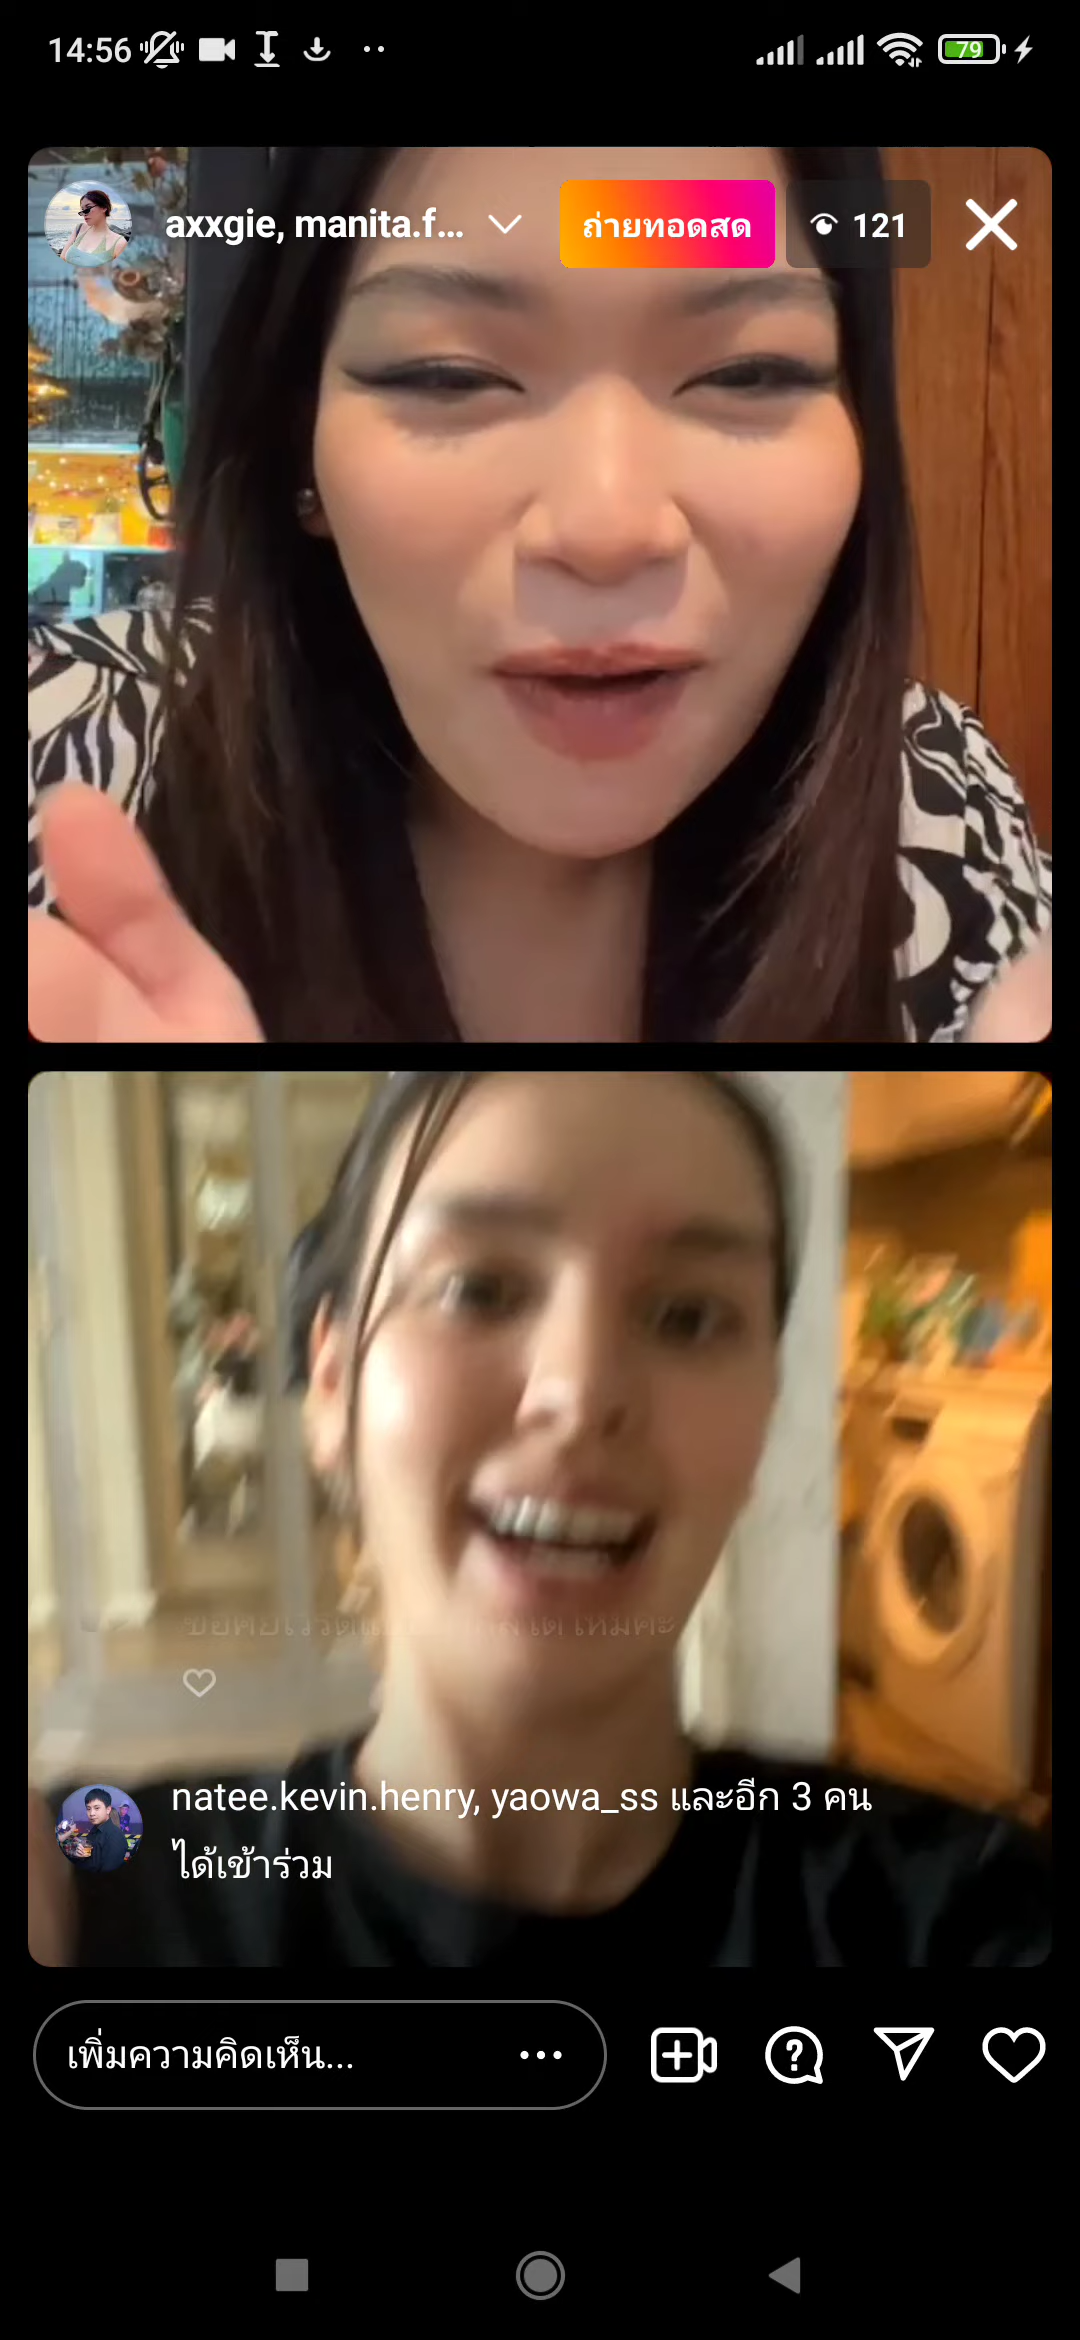 14:56
79
axxgie, manita.f...
ถ่ายทอดสด
121
natee.kevin.henry, yaowa_ss และอีก 3 คน
ได้เข้าร่วม
เพิ่มความคิดเห็น...